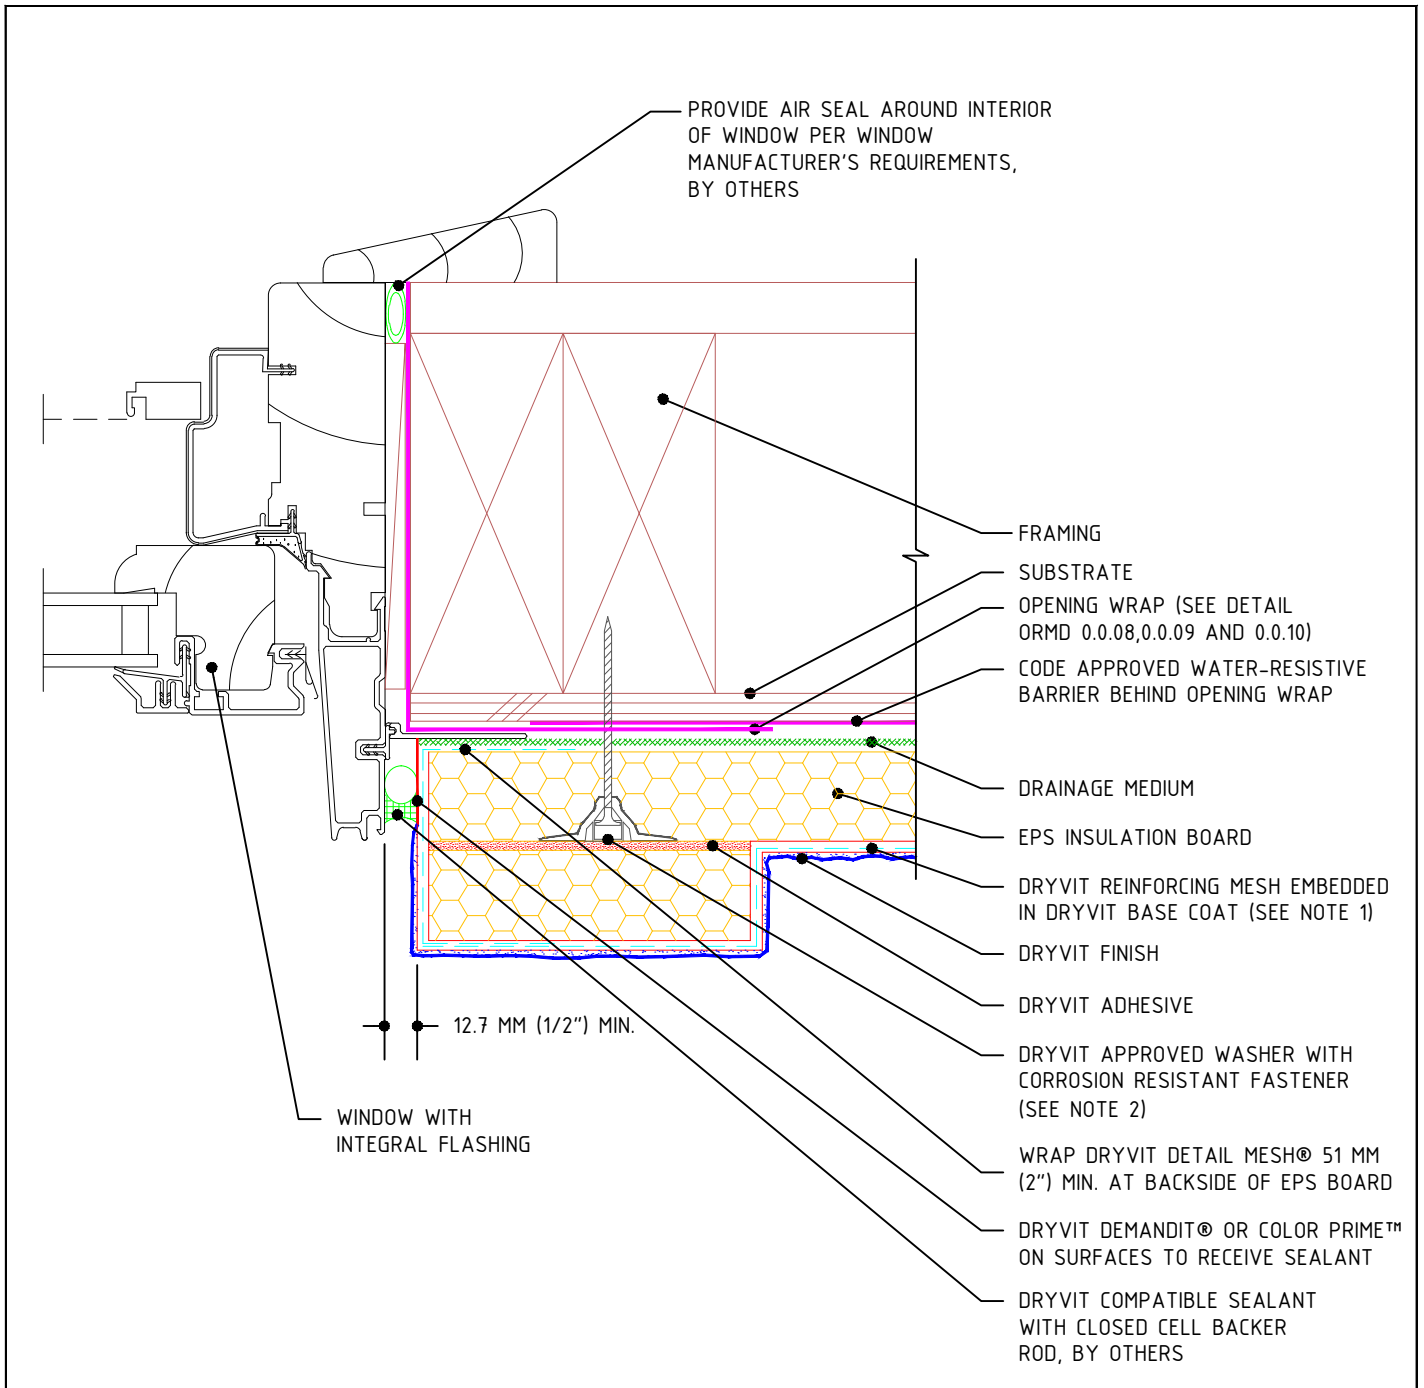 PROVIDE AIR SEAL AROUND INTERIOR
OF WINDOW PER WINDOW
MANUFACTURER'S REQUIREMENTS,
BY OTHERS
FRAMING
SUBSTRATE
OPENING WRAP (SEE DETAIL
ORMD 0.0.08,0.0.09 AND 0.0.10)
CODE APPROVED WATER-RESISTIVE
BARRIER BEHIND OPENING WRAP
DRAINAGE MEDIUM
EPS INSULATION BOARD
DRYVIT REINFORCING MESH EMBEDDED
IN DRYVIT BASE COAT (SEE NOTE 1)
DRYVIT FINISH
DRYVIT ADHESIVE
12.7 MM (1/2") MIN.
DRYVIT APPROVED WASHER WITH
CORROSION RESISTANT FASTENER
(SEE NOTE 2)
WINDOW WITH
INTEGRAL FLASHING
WRAP DRYVIT DETAIL MESH® 51 MM
(2") MIN. AT BACKSIDE OF EPS BOARD
DRYVIT DEMANDIT® OR COLOR PRIME™
ON SURFACES TO RECEIVE SEALANT
DRYVIT COMPATIBLE SEALANT
WITH CLOSED CELL BACKER
ROD, BY OTHERS